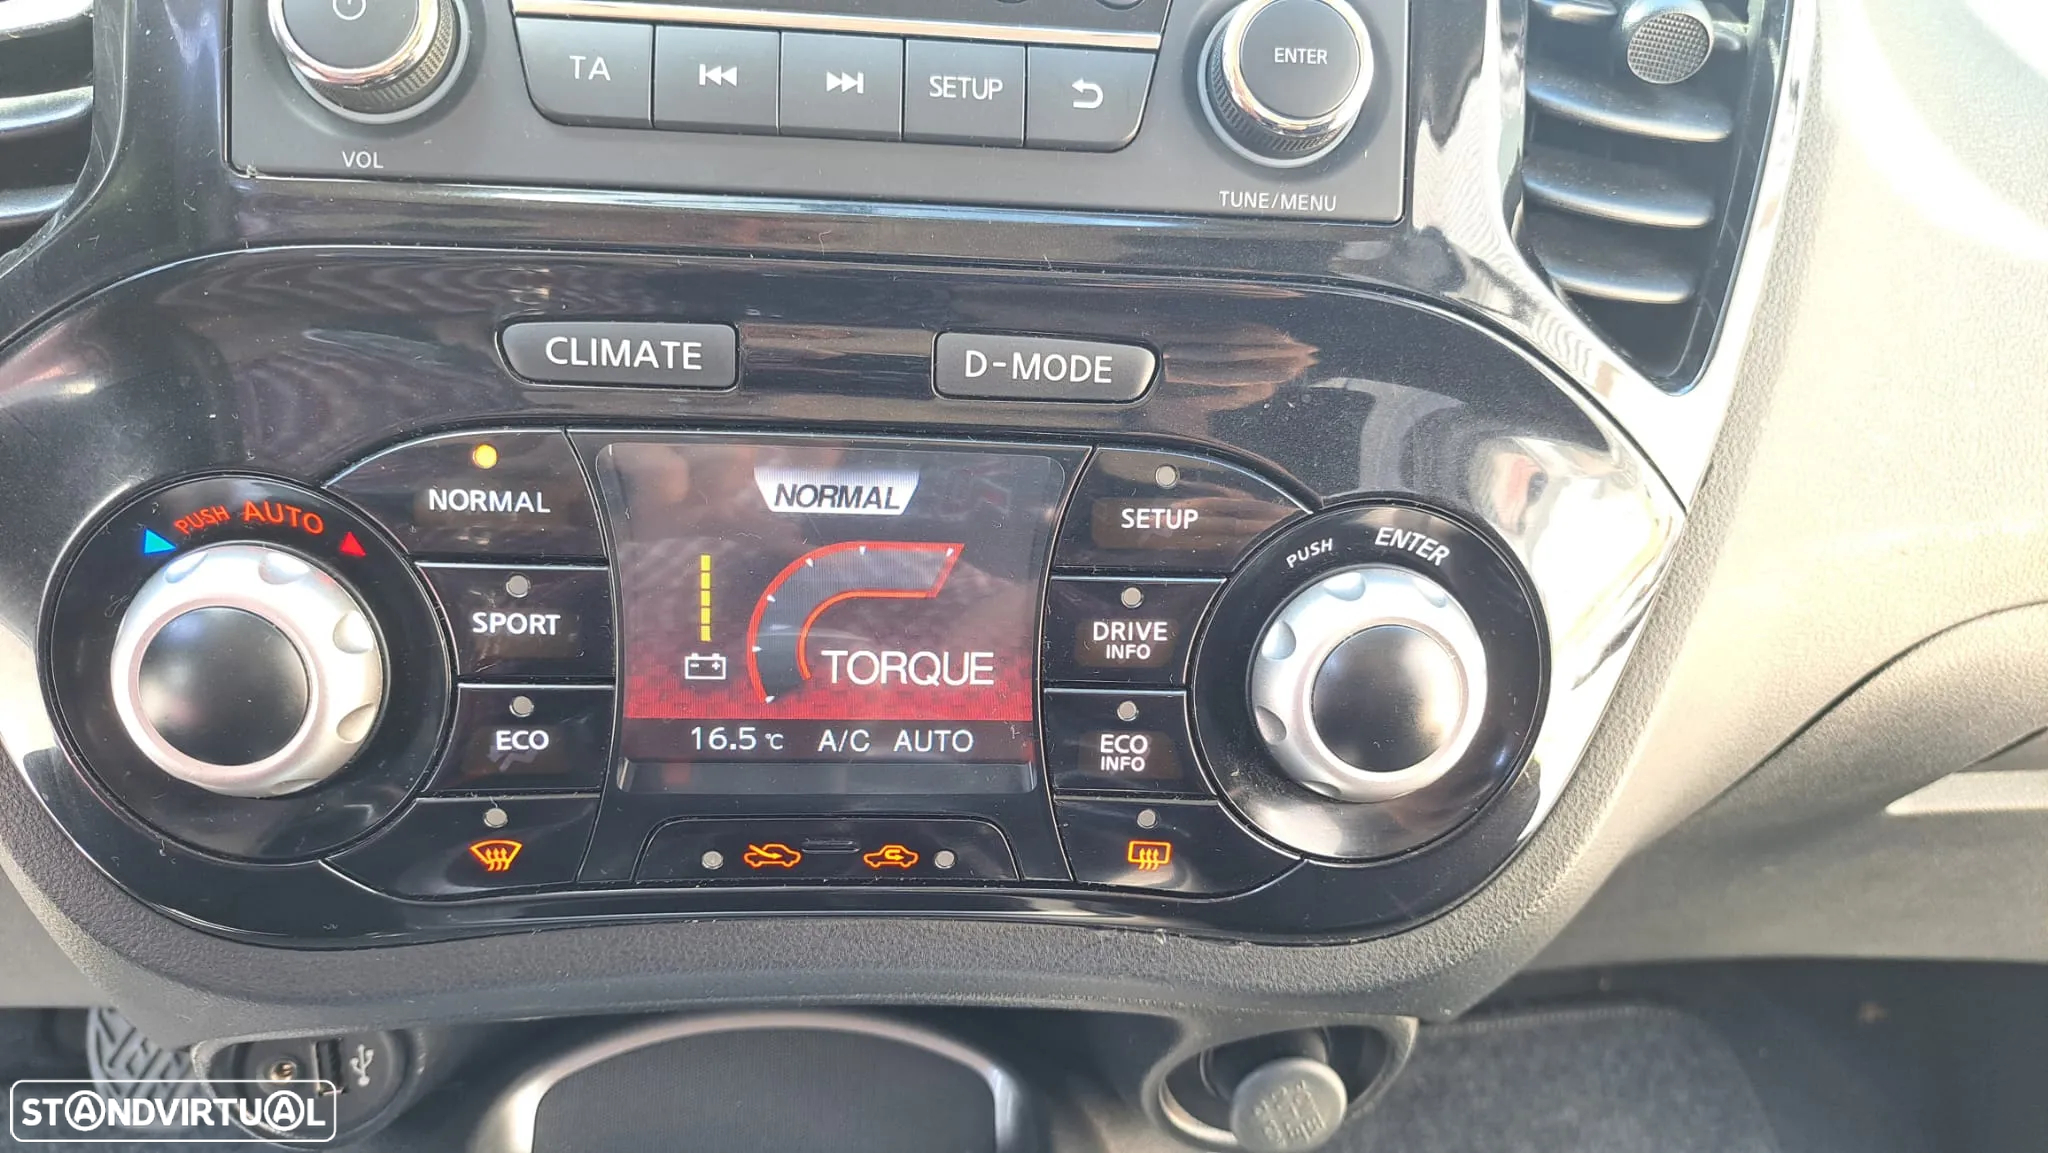 TA
SETUP
ENTER
VOL
TUNE/MENU
CLIMATE
D-MODE
PUSH AUTO
NORMAL
NORMAL
SETUP
PUSH ENTER
SPORT
DRIVE
INFO
TORQUE
ECO
16.5 °C A/C AUTO
ECO
INFO
STANDVIRTUAL